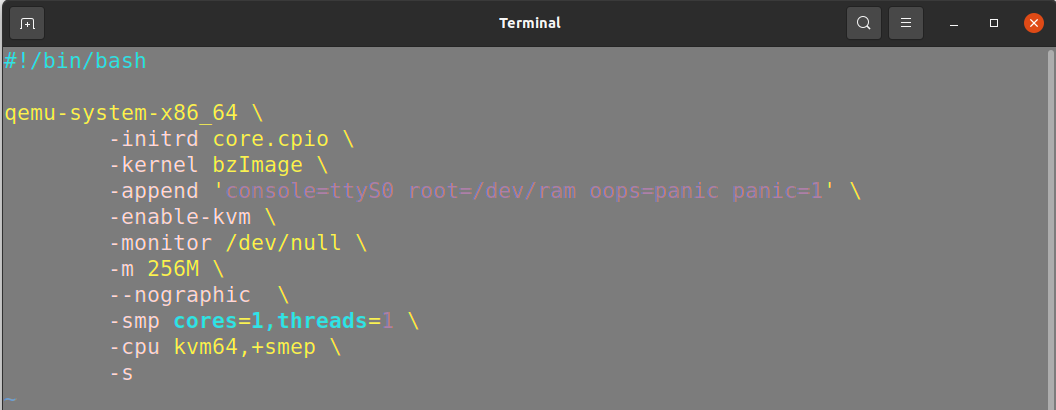 Terminal
#!/bin/bash
qemu-system-x86_64 \
-initrd core.cpio \
-kernel bzImage \
-append 'console=ttyS0 root=/dev/ram oops=panic panic=1' \
-enable-kvm \
-monitor /dev/null \
-m 256M \
--nographic  \
-smp cores=1,threads=1 \
-cpu kvm64,+smep \
-s
~